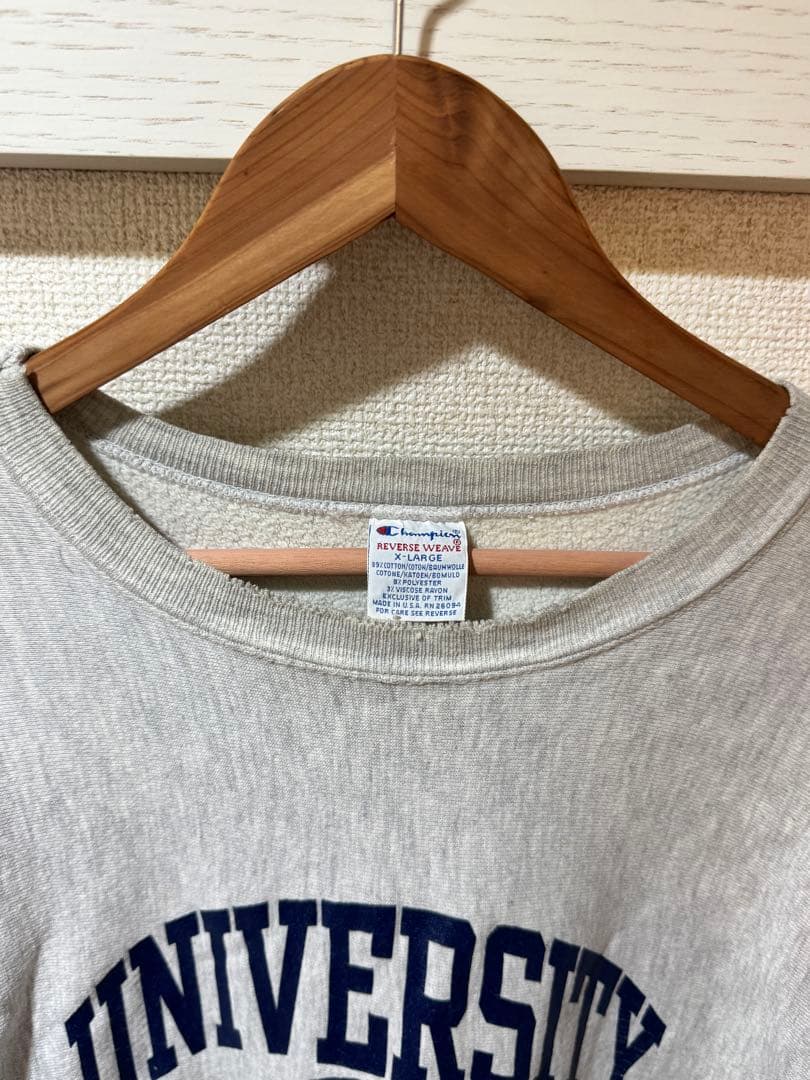 Champion®
REVERSE WEAVE®
X-LARGE
89% COTTON/COTON/BAUMWOLLE
COTONE/KATOEN/BOMULD
8% POLYESTER
3% VISCOSE RAYON
EXCLUSIVE OF TRIM
MADE IN U.S.A. RN 26094
FOR CARE SEE REVERSE
UNIVERSITY